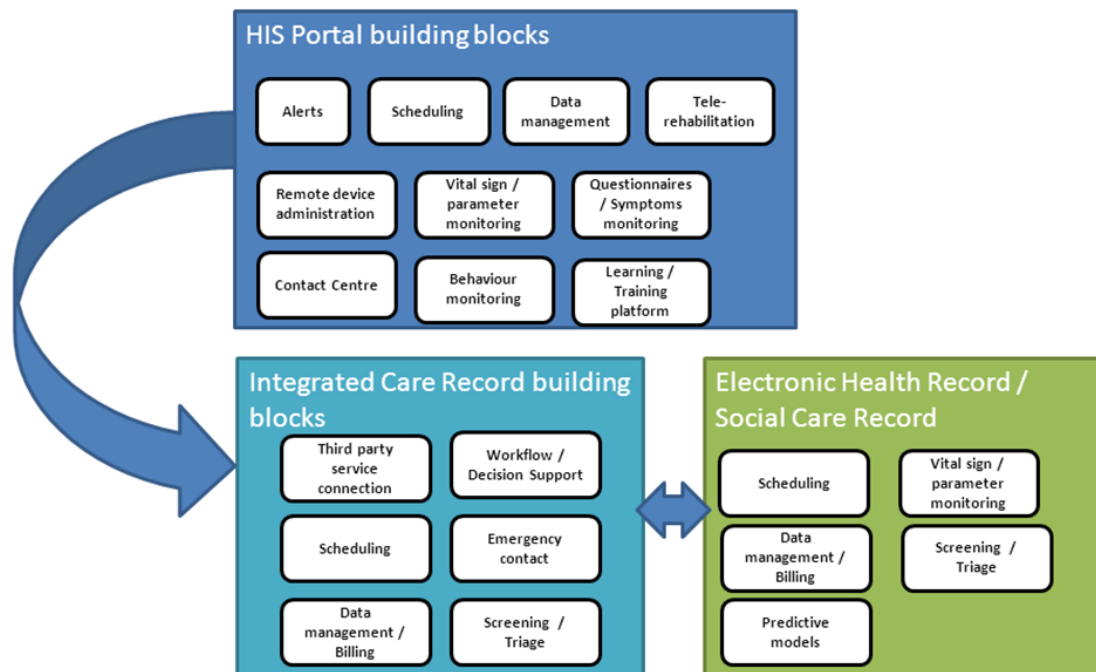 HIS Portal building blocks
Alerts
Scheduling
Data
management
Tele-
rehabilitation
Remote device
administration
Vital sign /
parameter
monitoring
Questionnaires
/ Symptoms
monitoring
Contact Centre
Behaviour
monitoring
Learning /
Training
platform
Integrated Care Record building
blocks
Third party
service
connection
Workflow /
Decision Support
Scheduling
Emergency
contact
Data
management /
Billing
Screening /
Triage
Electronic Health Record /
Social Care Record
Scheduling
Vital sign /
parameter
monitoring
Data
management /
Billing
Screening /
Triage
Predictive
models